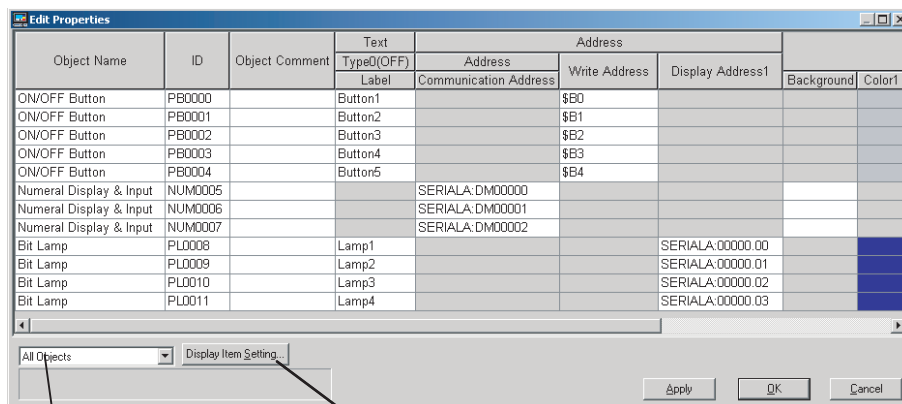 Edit Properties
Object Name ID Object Comment Text Address
Type0(OFF) Address Write Address Display Address1
Label Communication Address Background Color1
ON/OFF Button PB0000 Button1 $B0
ON/OFF Button PB0001 Button2 $B1
ON/OFF Button PB0002 Button3 $B2
ON/OFF Button PB0003 Button4 $B3
ON/OFF Button PB0004 Button5 $B4
Numeral Display & Input NUM0005 SERIALA:DM00000
Numeral Display & Input NUM0006 SERIALA:DM00001
Numeral Display & Input NUM0007 SERIALA:DM00002
Bit Lamp PL0008 Lamp1 SERIALA:00000.00
Bit Lamp PL0009 Lamp2 SERIALA:00000.01
Bit Lamp PL0010 Lamp3 SERIALA:00000.02
Bit Lamp PL0011 Lamp4 SERIALA:00000.03
All Objects Display Item Setting...
Apply OK Cancel